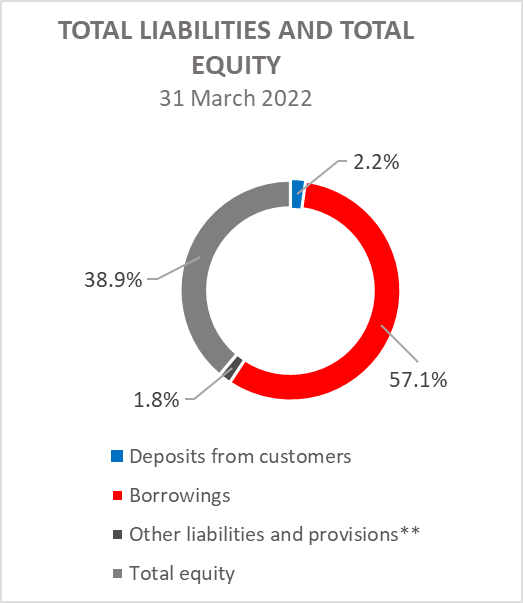 TOTAL LIABILITIES AND TOTAL
EQUITY
31 March 2022
2.2%
38.9%
57.1%
1.8%
Deposits from customers
Borrowings
Other liabilities and provisions**
Total equity